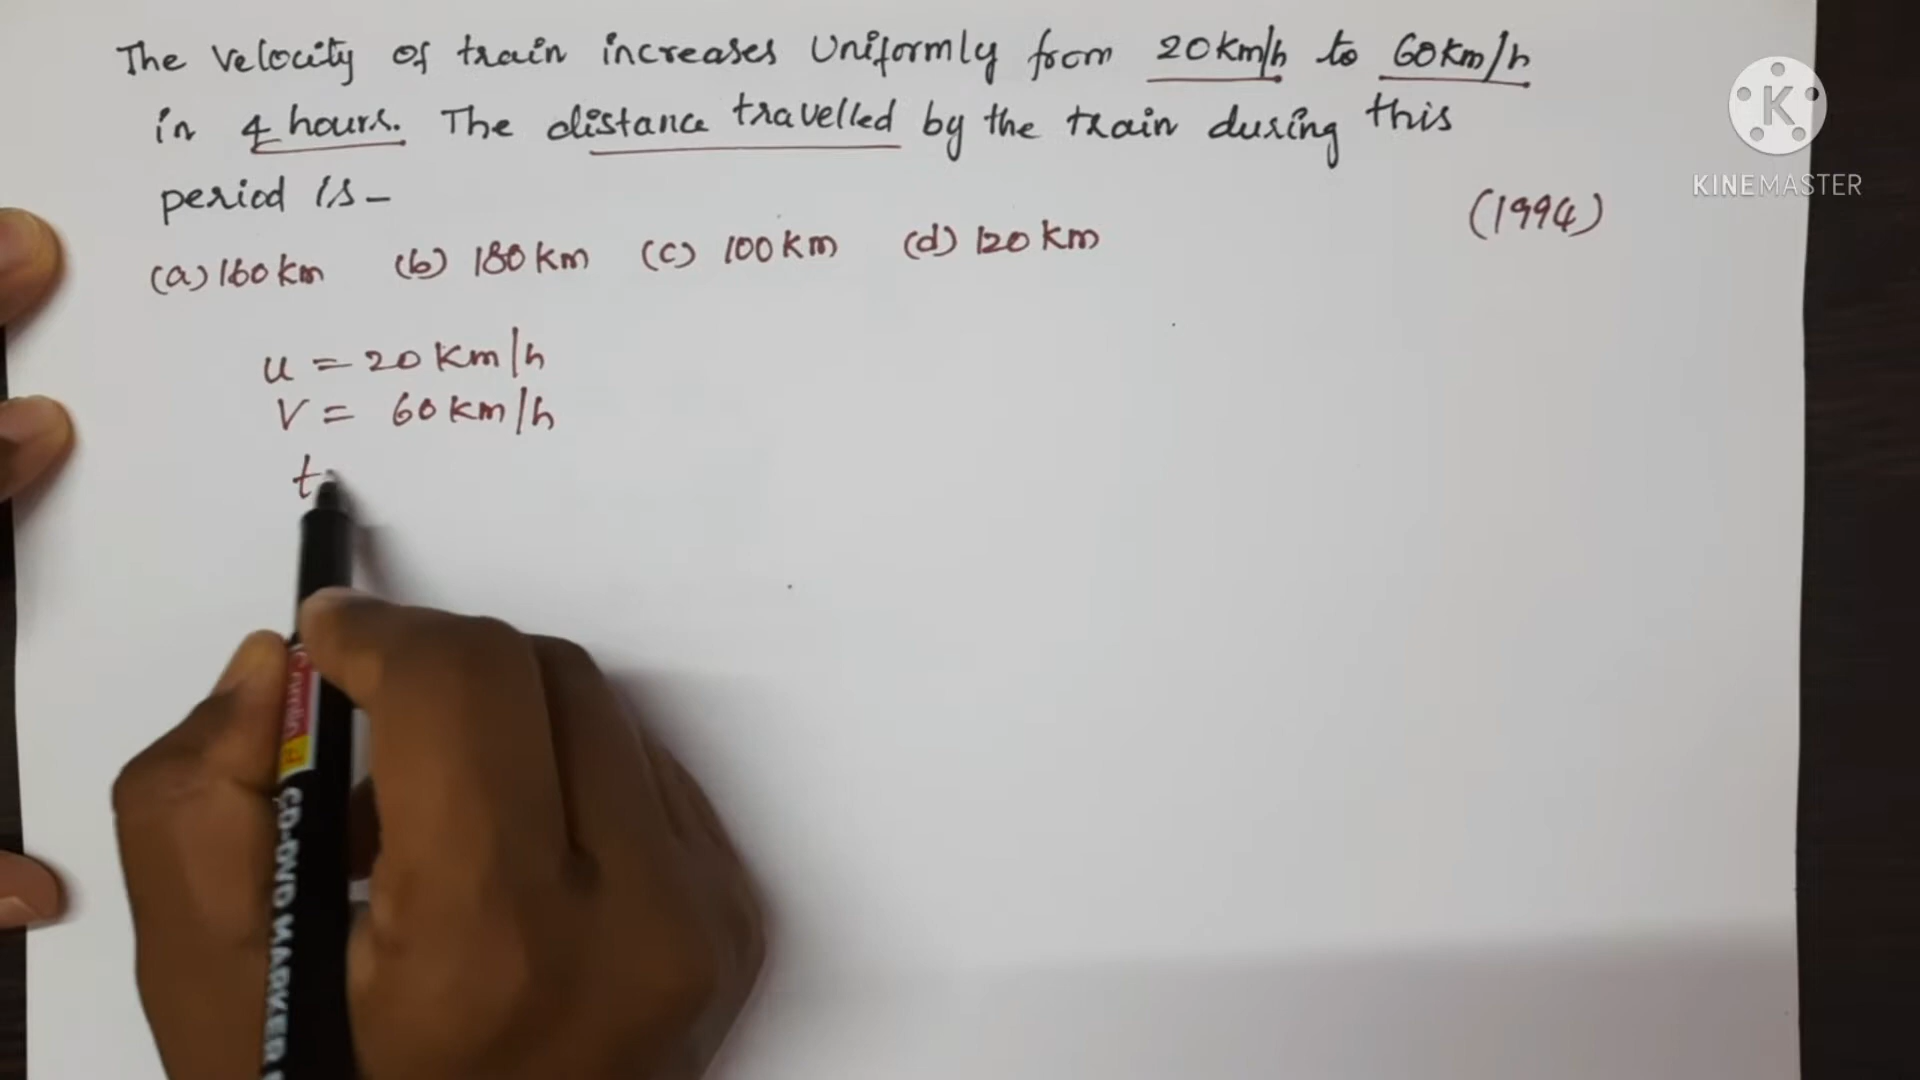 The Velocity of train increases Uniformly from 20km/h to 60km/h
in 4 hours. The distance travelled by the train during this
period is-
(1994)
(a) 160 km (b) 180 km (c) 100 km (d) 120 km
u = 20 km/h
V = 60 km/h
t
KINEMASTER
K
Camlin
CD-DVD MARKER